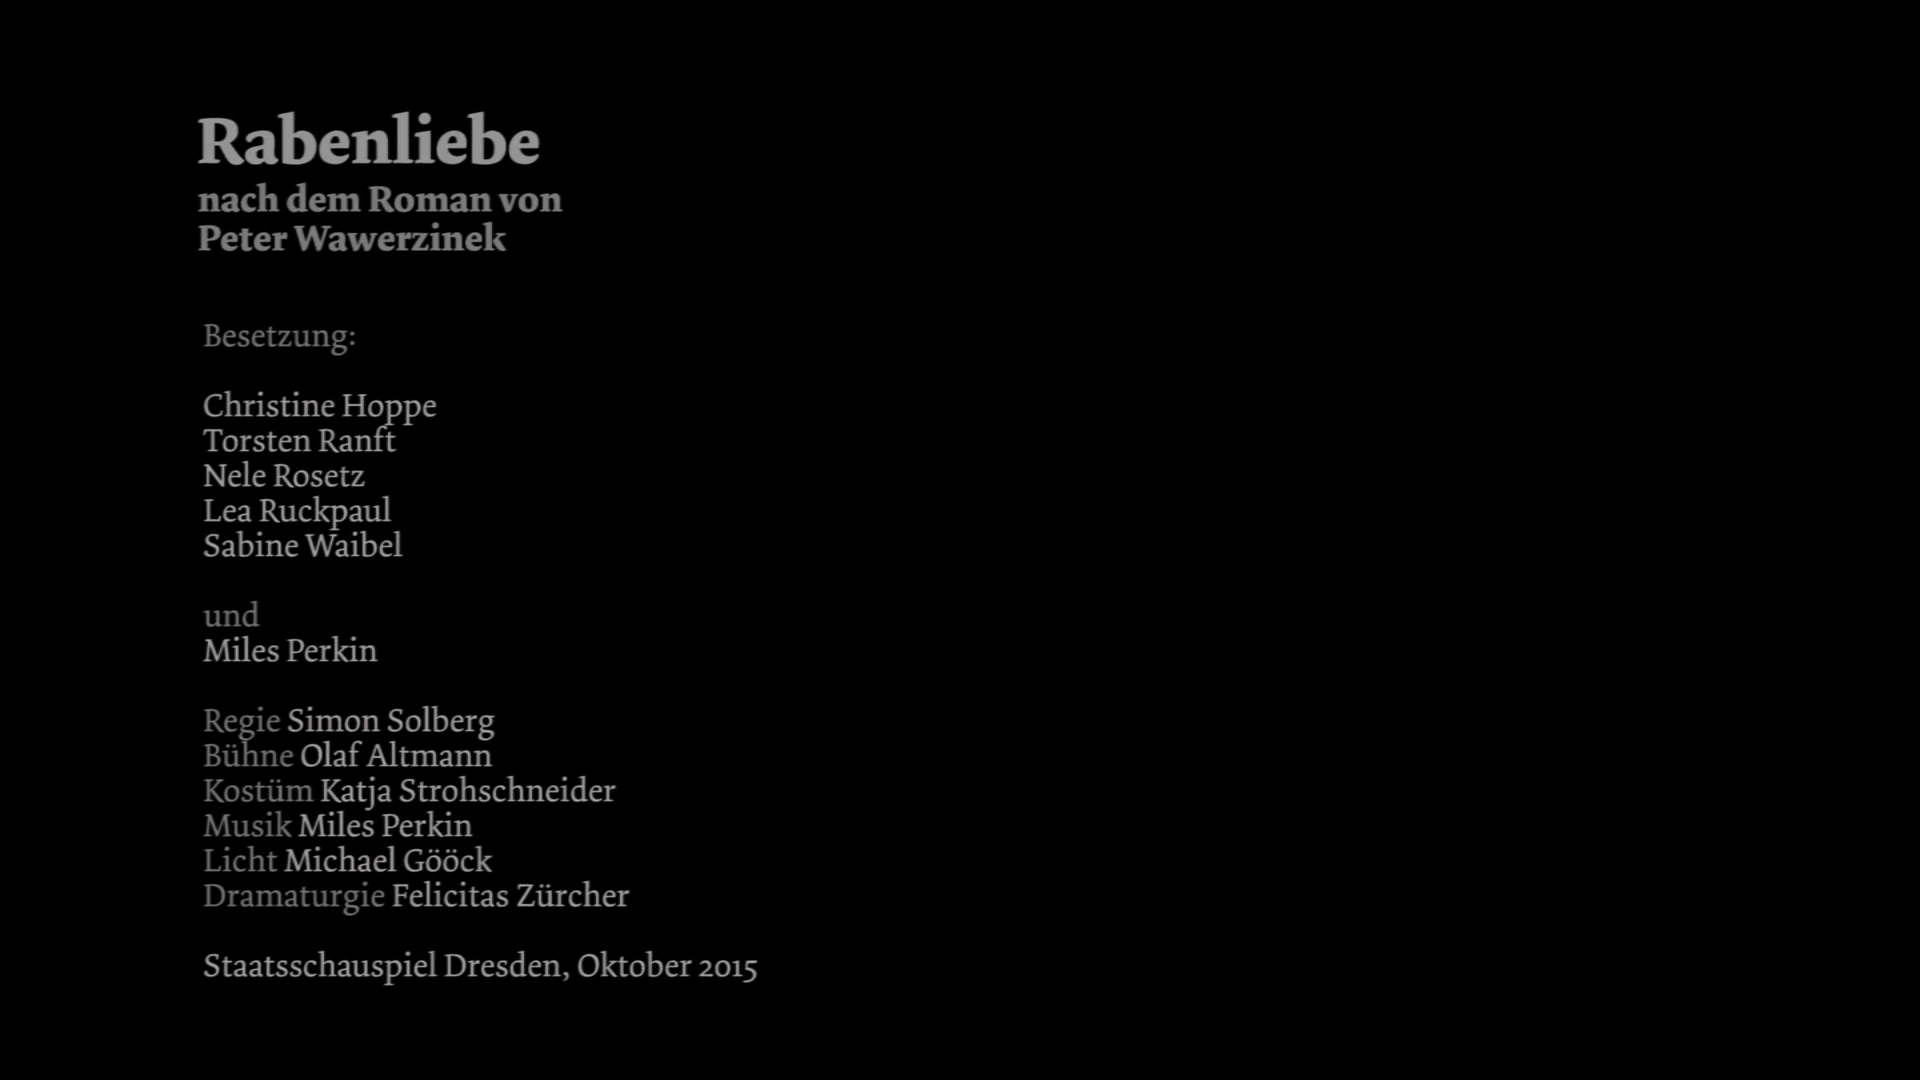 Rabenliebe
nach dem Roman von
Peter Wawerzinek
Besetzung:
Christine Hoppe
Torsten Ranft
Nele Rosetz
Lea Ruckpaul
Sabine Waibel
und
Miles Perkin
Regie Simon Solberg
Bühne Olaf Altmann
Kostüm Katja Strohschneider
Musik Miles Perkin
Licht Michael Gööck
Dramaturgie Felicitas Zürcher
Staatsschauspiel Dresden, Oktober 2015